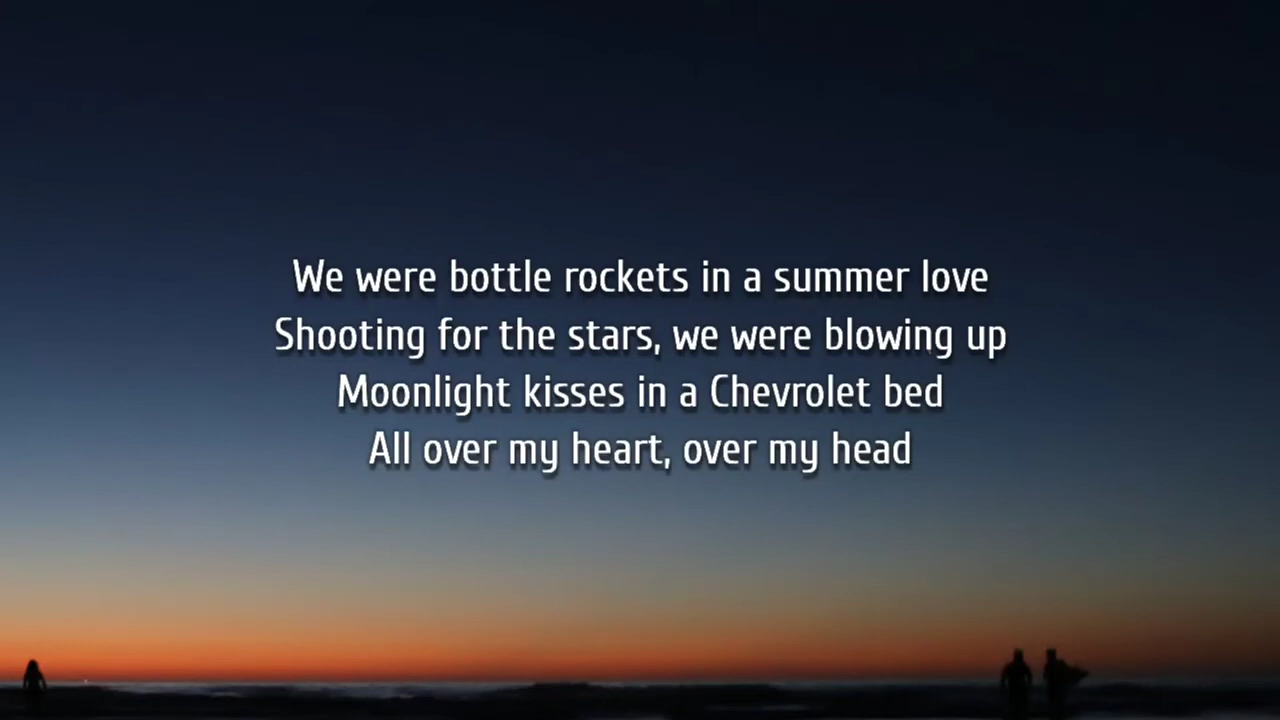 We were bottle rockets in a summer love
Shooting for the stars, we were blowing up
Moonlight kisses in a Chevrolet bed
All over my heart, over my head